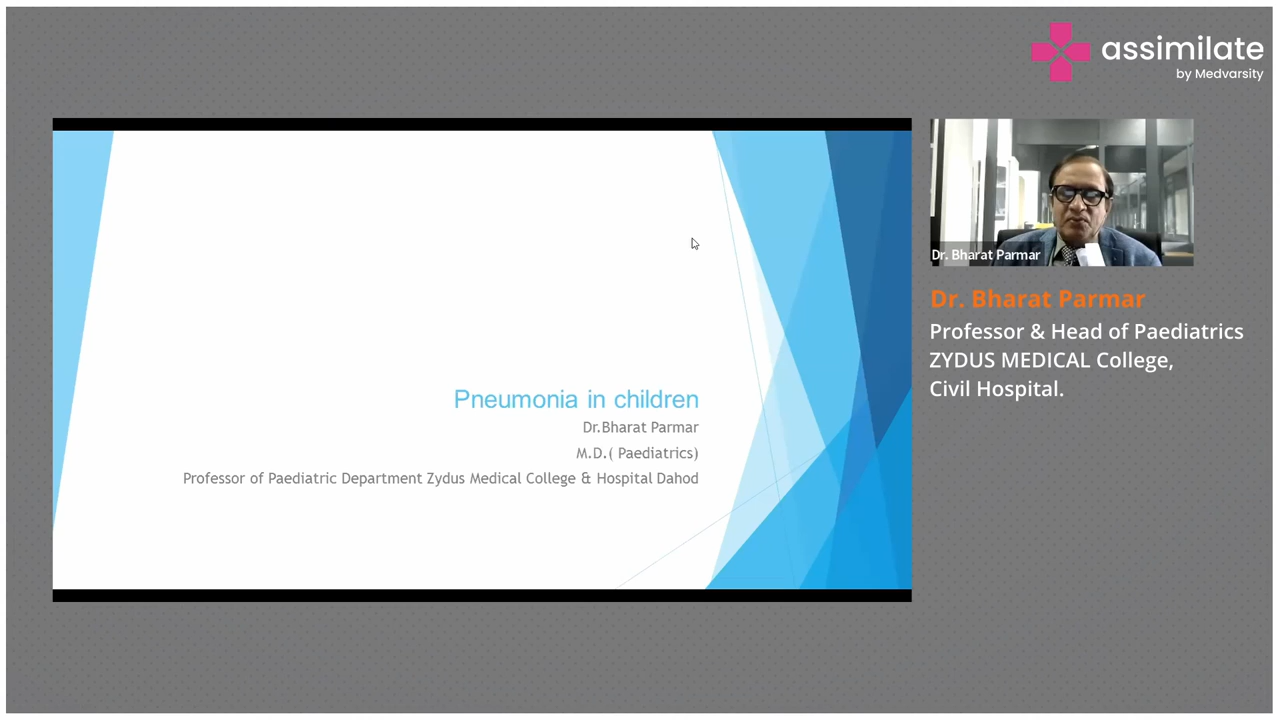 assimilate
by Medvarsity
Pneumonia in children
Dr.Bharat Parmar
M.D.( Paediatrics)
Professor of Paediatric Department Zydus Medical College & Hospital Dahod
Dr. Bharat Parmar
Dr. Bharat Parmar
Professor & Head of Paediatrics
ZYDUS MEDICAL College,
Civil Hospital.